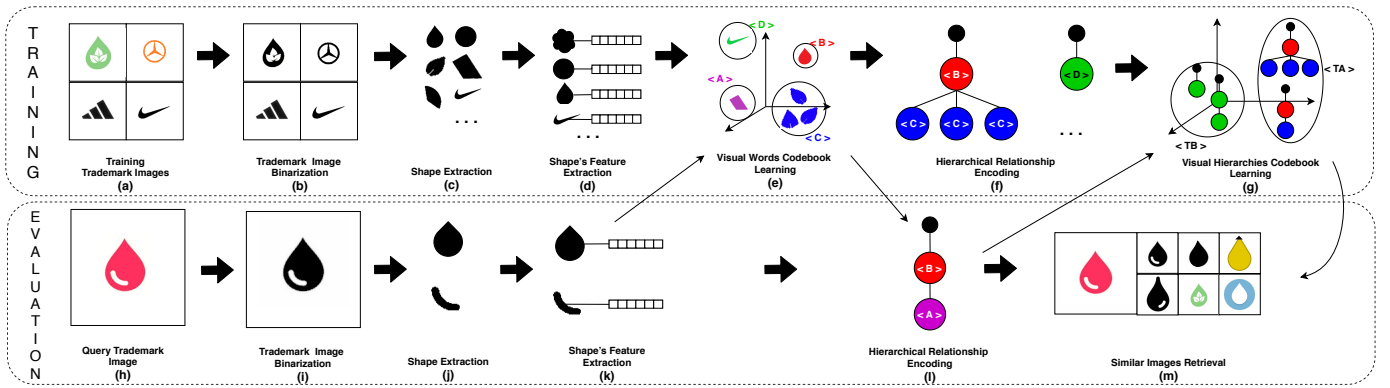 TRAINING
< D >
< B >
< A >
< C >
. . .
. . .
< B >
< C >
< C >
< C >
< D >
. . .
< TA >
< TB >
Training
Trademark Images
(a)
Trademark Image
Binarization
(b)
Shape Extraction
(c)
Shape's Feature
Extraction
(d)
Visual Words Codebook
Learning
(e)
Hierarchical Relationship
Encoding
(f)
Visual Hierarchies Codebook
Learning
(g)
EVALUATION
< B >
< A >
Query Trademark
Image
(h)
Trademark Image
Binarization
(i)
Shape Extraction
(j)
Shape's Feature
Extraction
(k)
Hierarchical Relationship
Encoding
(l)
Similar Images Retrieval
(m)